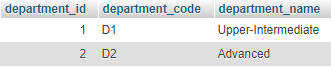 department_id department_code department_name
1 D1 Upper-Intermediate
2 D2 Advanced